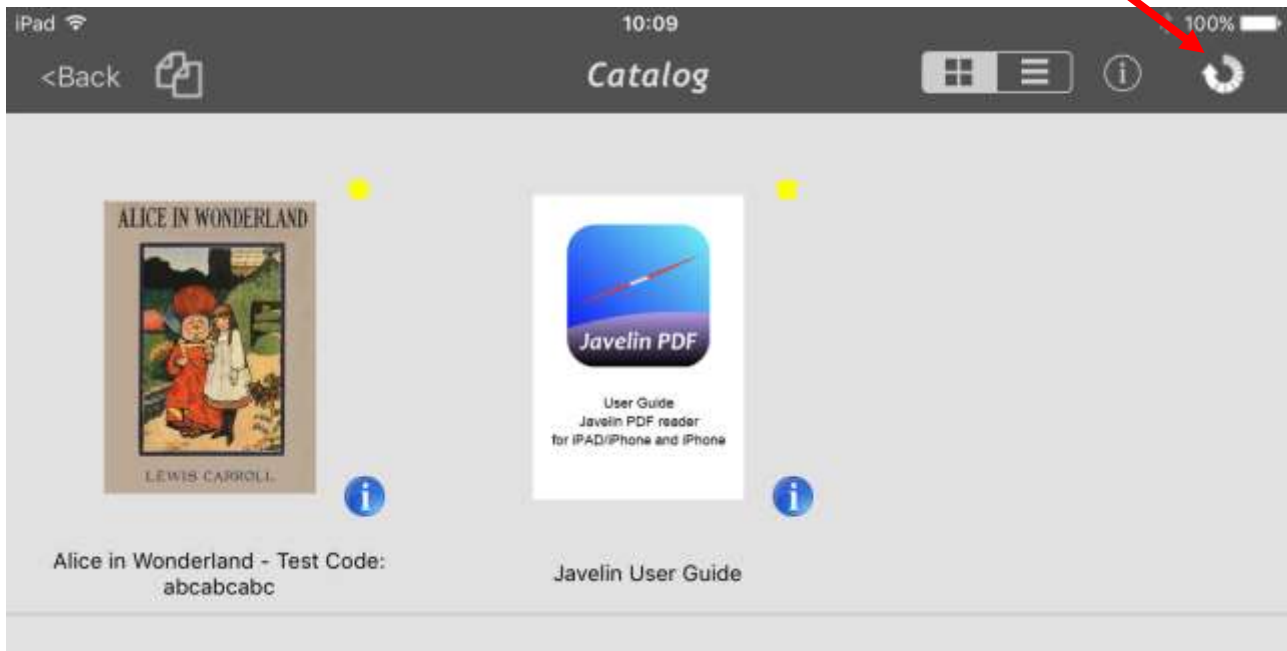 iPad 10:09 100%
<Back Catalog
ALICE IN WONDERLAND
LEWIS CARROLL
Javelin PDF
User Guide
Javelin PDF reader
for iPAD/iPhone and iPhone
Alice in Wonderland - Test Code:
abcabcabc
Javelin User Guide